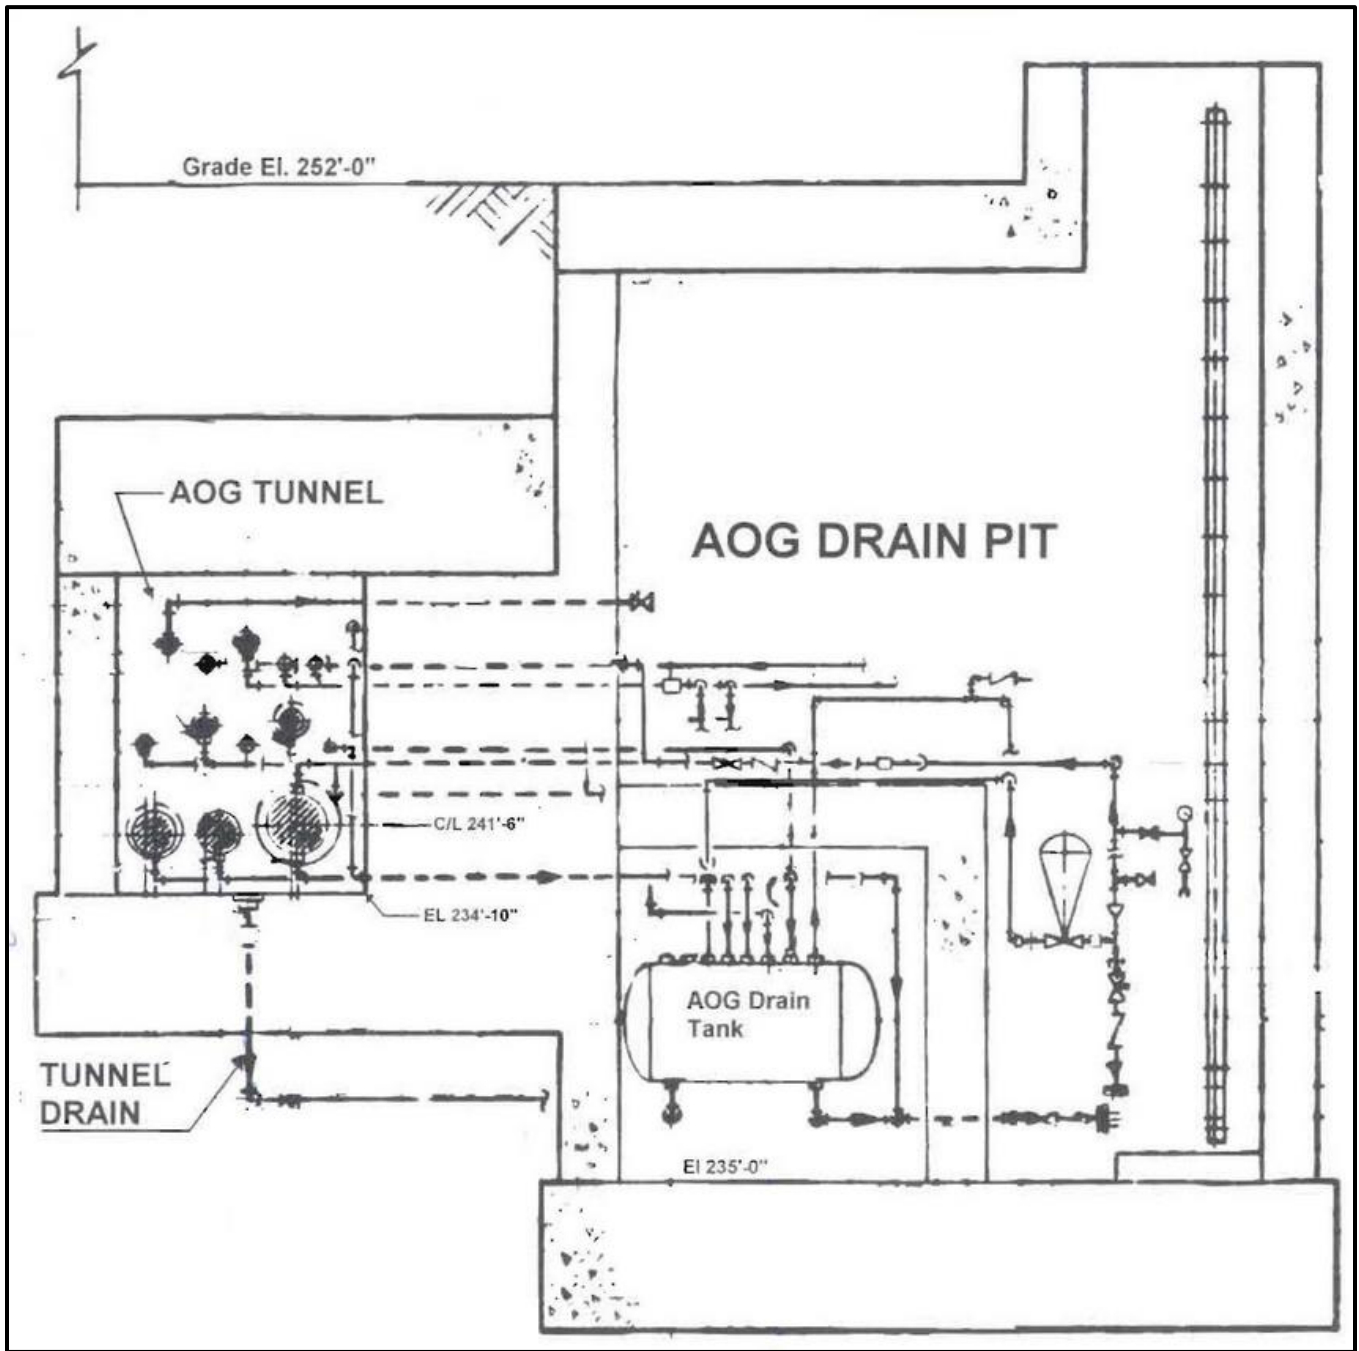 Grade El. 252'-0"
AOG TUNNEL
AOG DRAIN PIT
C/L 241'-6"
EL 234'-10"
AOG Drain
Tank
TUNNEL
DRAIN
El 235'-0"